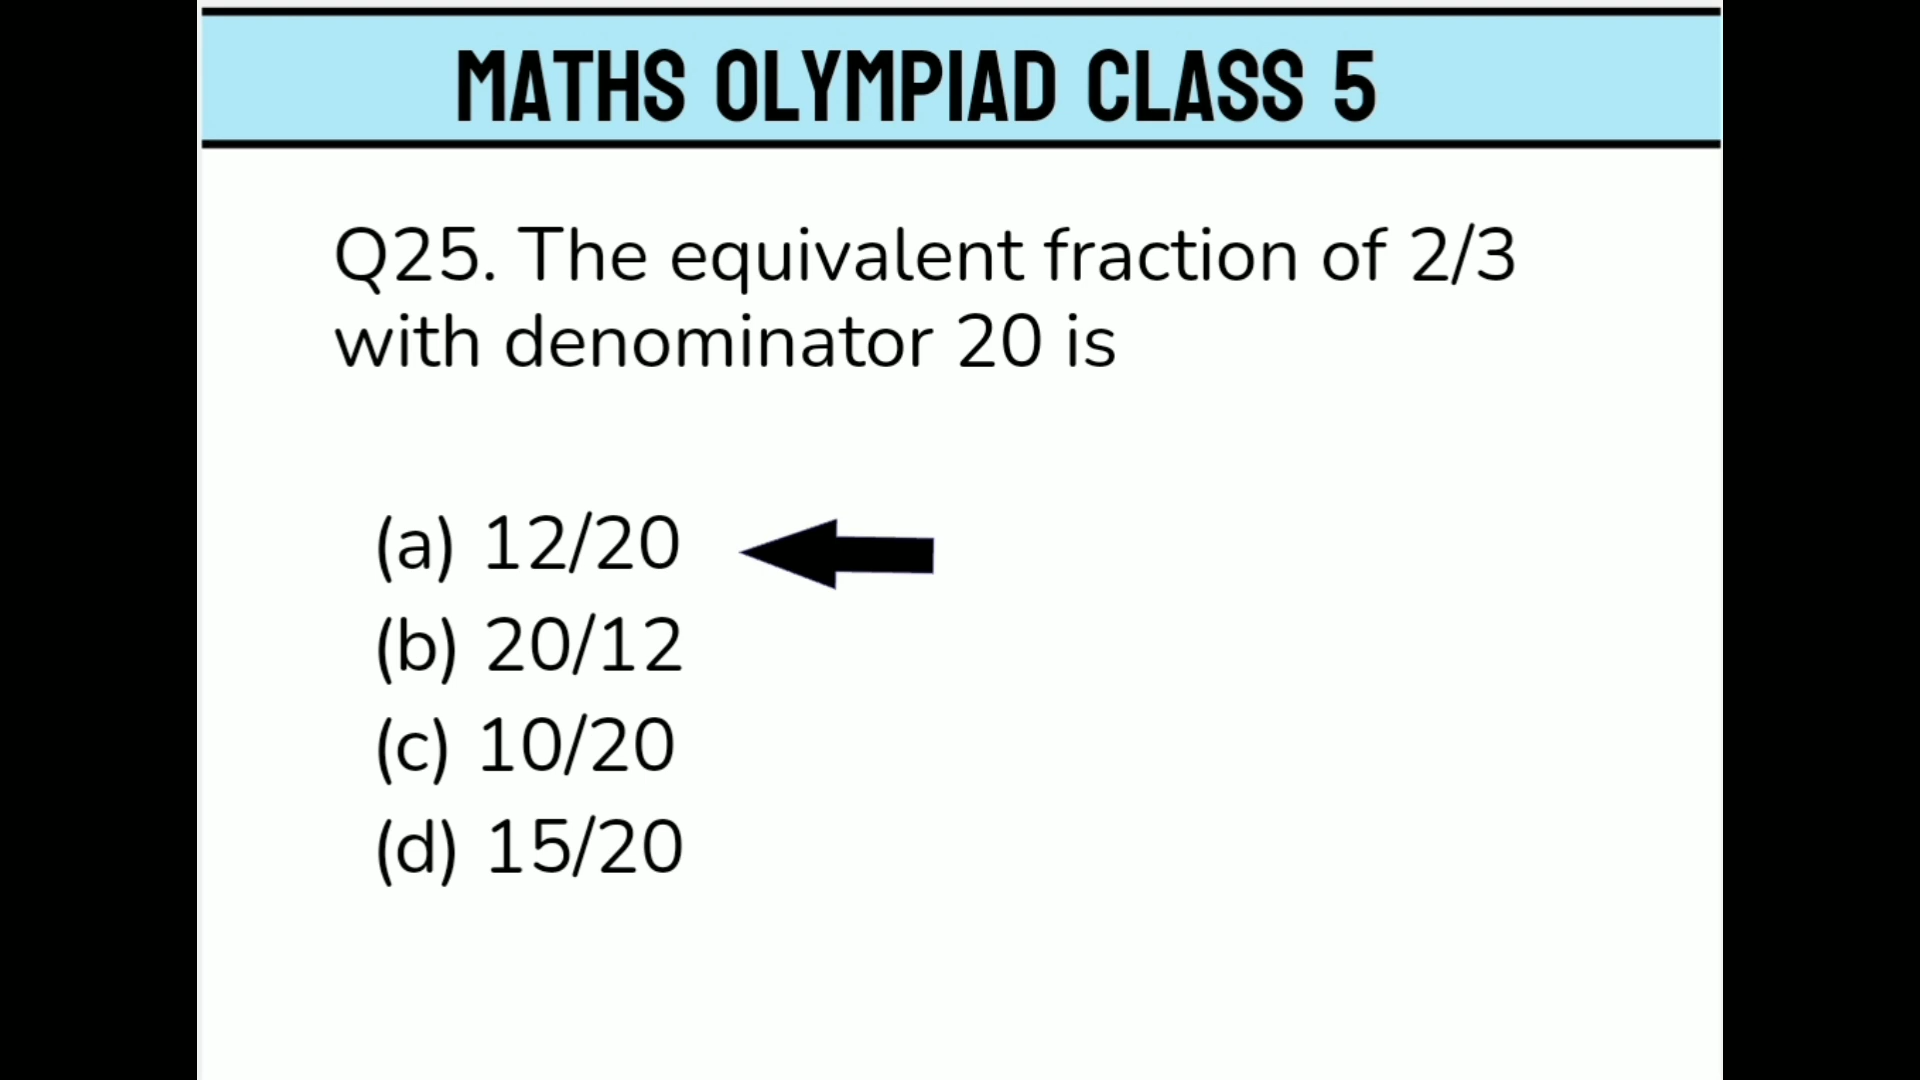 MATHS OLYMPIAD CLASS 5
Q25. The equivalent fraction of 2/3
with denominator 20 is
(a) 12/20
(b) 20/12
(c) 10/20
(d) 15/20